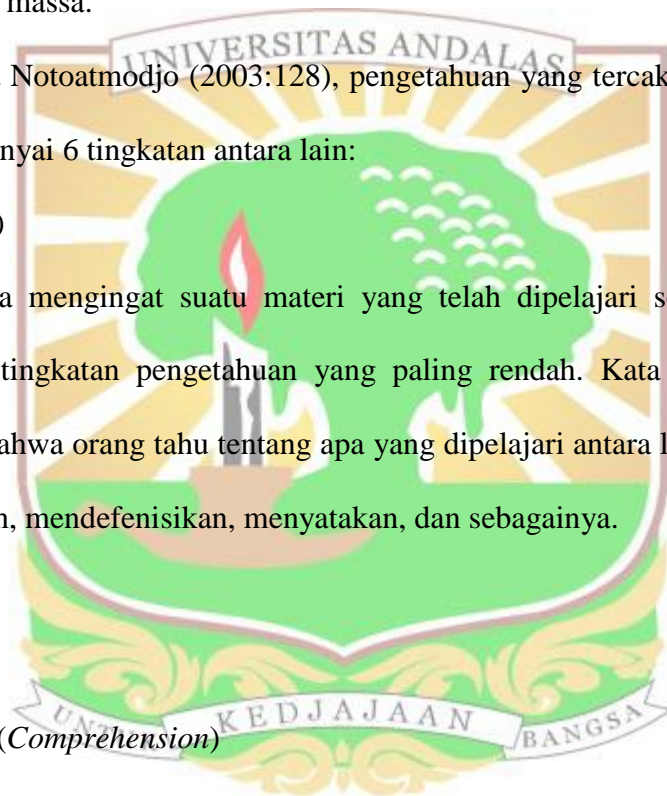 massa.
UNIVERSITAS ANDALAS
Notoatmodjo (2003:128), pengetahuan yang tercak
nyai 6 tingkatan antara lain:
)
a mengingat suatu materi yang telah dipelajari s
tingkatan pengetahuan yang paling rendah. Kata
ahwa orang tahu tentang apa yang dipelajari antara l
n, mendefenisikan, menyatakan, dan sebagainya.
UNTUK KEDJAJAAN BANGSA
(Comprehension)